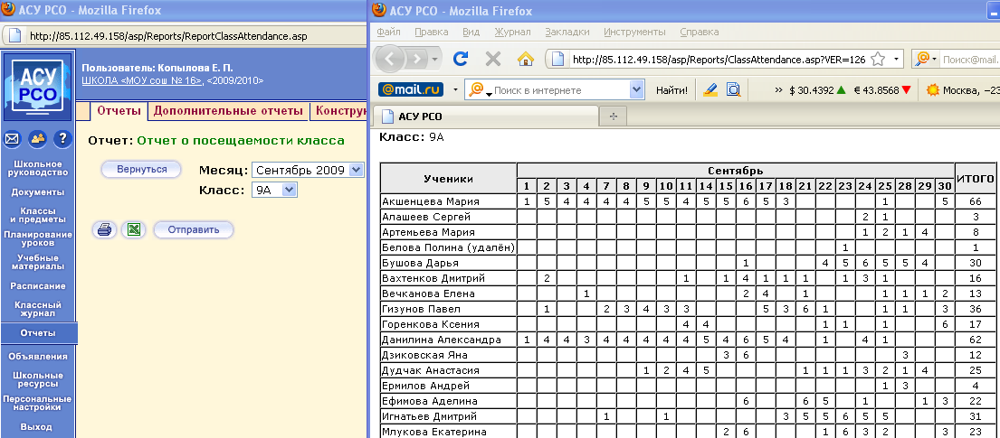 АСУ РСО - Mozilla Firefox
http://85.112.49.158/asp/Reports/ReportClassAttendance.asp
АСУ
РСО
Пользователь: Копылова Е. П.
ШКОЛА <МОУ сош № 16>, <2009/2010>
Отчеты Дополнительные отчеты Конструк
Отчет: Отчет о посещаемости класса
Вернуться
Месяц: Сентябрь 2009
Класс: 9А
Отправить
Школьное
руководство
Документы
Классы
и предметы
Планирование
уроков
Учебные
материалы
Расписание
Классный
журнал
Отчеты
Объявления
Школьные
ресурсы
Персональные
настройки
Выход
АСУ РСО - Mozilla Firefox
Файл Правка Вид Журнал Закладки Инструменты Справка
http://85.112.49.158/asp/Reports/ClassAttendance.asp?VER=126
Поиск@mail.
@mail.ru Поиск в интернете Найти! » $ 30.4392 € 43.8568 Москва, −23
АСУ РСО
Класс: 9А
Ученики Сентябрь ИТОГО
1 2 3 4 7 8 9 10 11 14 15 16 17 18 21 22 23 24 25 28 29 30
Акшенцева Мария 1 5 4 4 4 4 5 5 4 5 5 6 5 3 1 5 66
Алашеев Сергей 2 1 3
Артемьева Мария 1 2 1 4 8
Белова Полина (удалён) 1 1
Бушова Дарья 1 4 5 6 5 5 4 30
Вахтенков Дмитрий 2 1 1 4 1 1 1 1 3 1 16
Вечканова Елена 1 2 4 1 1 1 1 2 13
Гизунов Павел 1 2 3 4 3 3 5 3 6 1 1 1 3 36
Горенкова Ксения 4 4 1 1 1 6 17
Данилина Александра 1 4 4 3 4 4 4 4 4 5 4 6 5 4 1 4 1 62
Дзиковская Яна 3 6 3 12
Дудчак Анастасия 1 2 4 5 1 1 1 3 2 1 4 25
Ермилов Андрей 1 3 4
Ефимова Аделина 6 6 5 1 1 3 22
Игнатьев Дмитрий 1 1 3 5 5 6 5 5 31
Млукова Екатерина 2 6 1 6 3 2 3 23